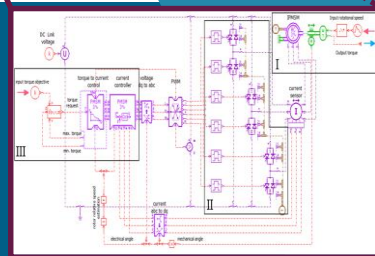 DC Link
voltage
U
input torque objective
torque
request
max. torque
min. torque
III
torque to current
control
PMSM
current
controller
PMSM
voltage
dq to abc
PWM
II
IPMSM
Input rotational speed
Output torque
I
current
sensor
I
current
abc to dq
electrical angle
mechanical angle